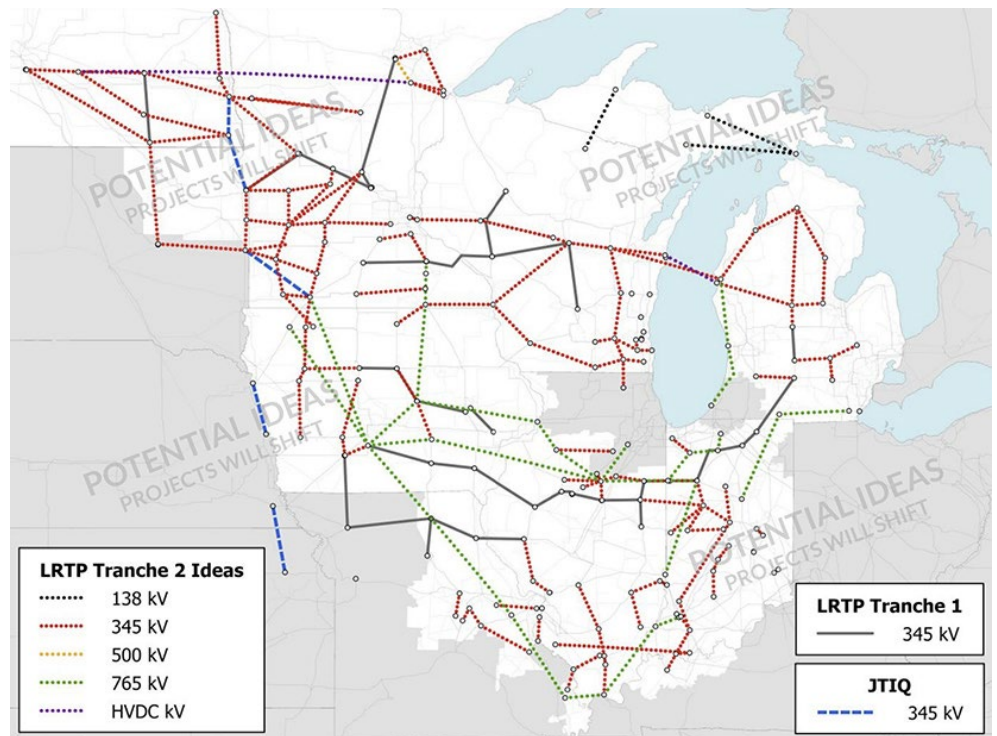 POTENTIAL IDEAS
PROJECTS WILL SHIFT
POTENTIAL IDEAS
PROJECTS WILL SHIFT
POTENTIAL IDEAS
PROJECTS WILL SHIFT
POTENTIAL IDEAS
PROJECTS WILL SHIFT
LRTP Tranche 2 Ideas
138 kV
345 kV
500 kV
765 kV
HVDC kV
LRTP Tranche 1
345 kV
JTIQ
345 kV